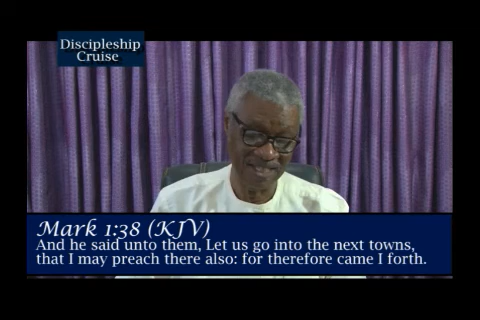 Discipleship
Cruise
Mark 1:38 (KJV)
And he said unto them, Let us go into the next towns,
that I may preach there also: for therefore came I forth.